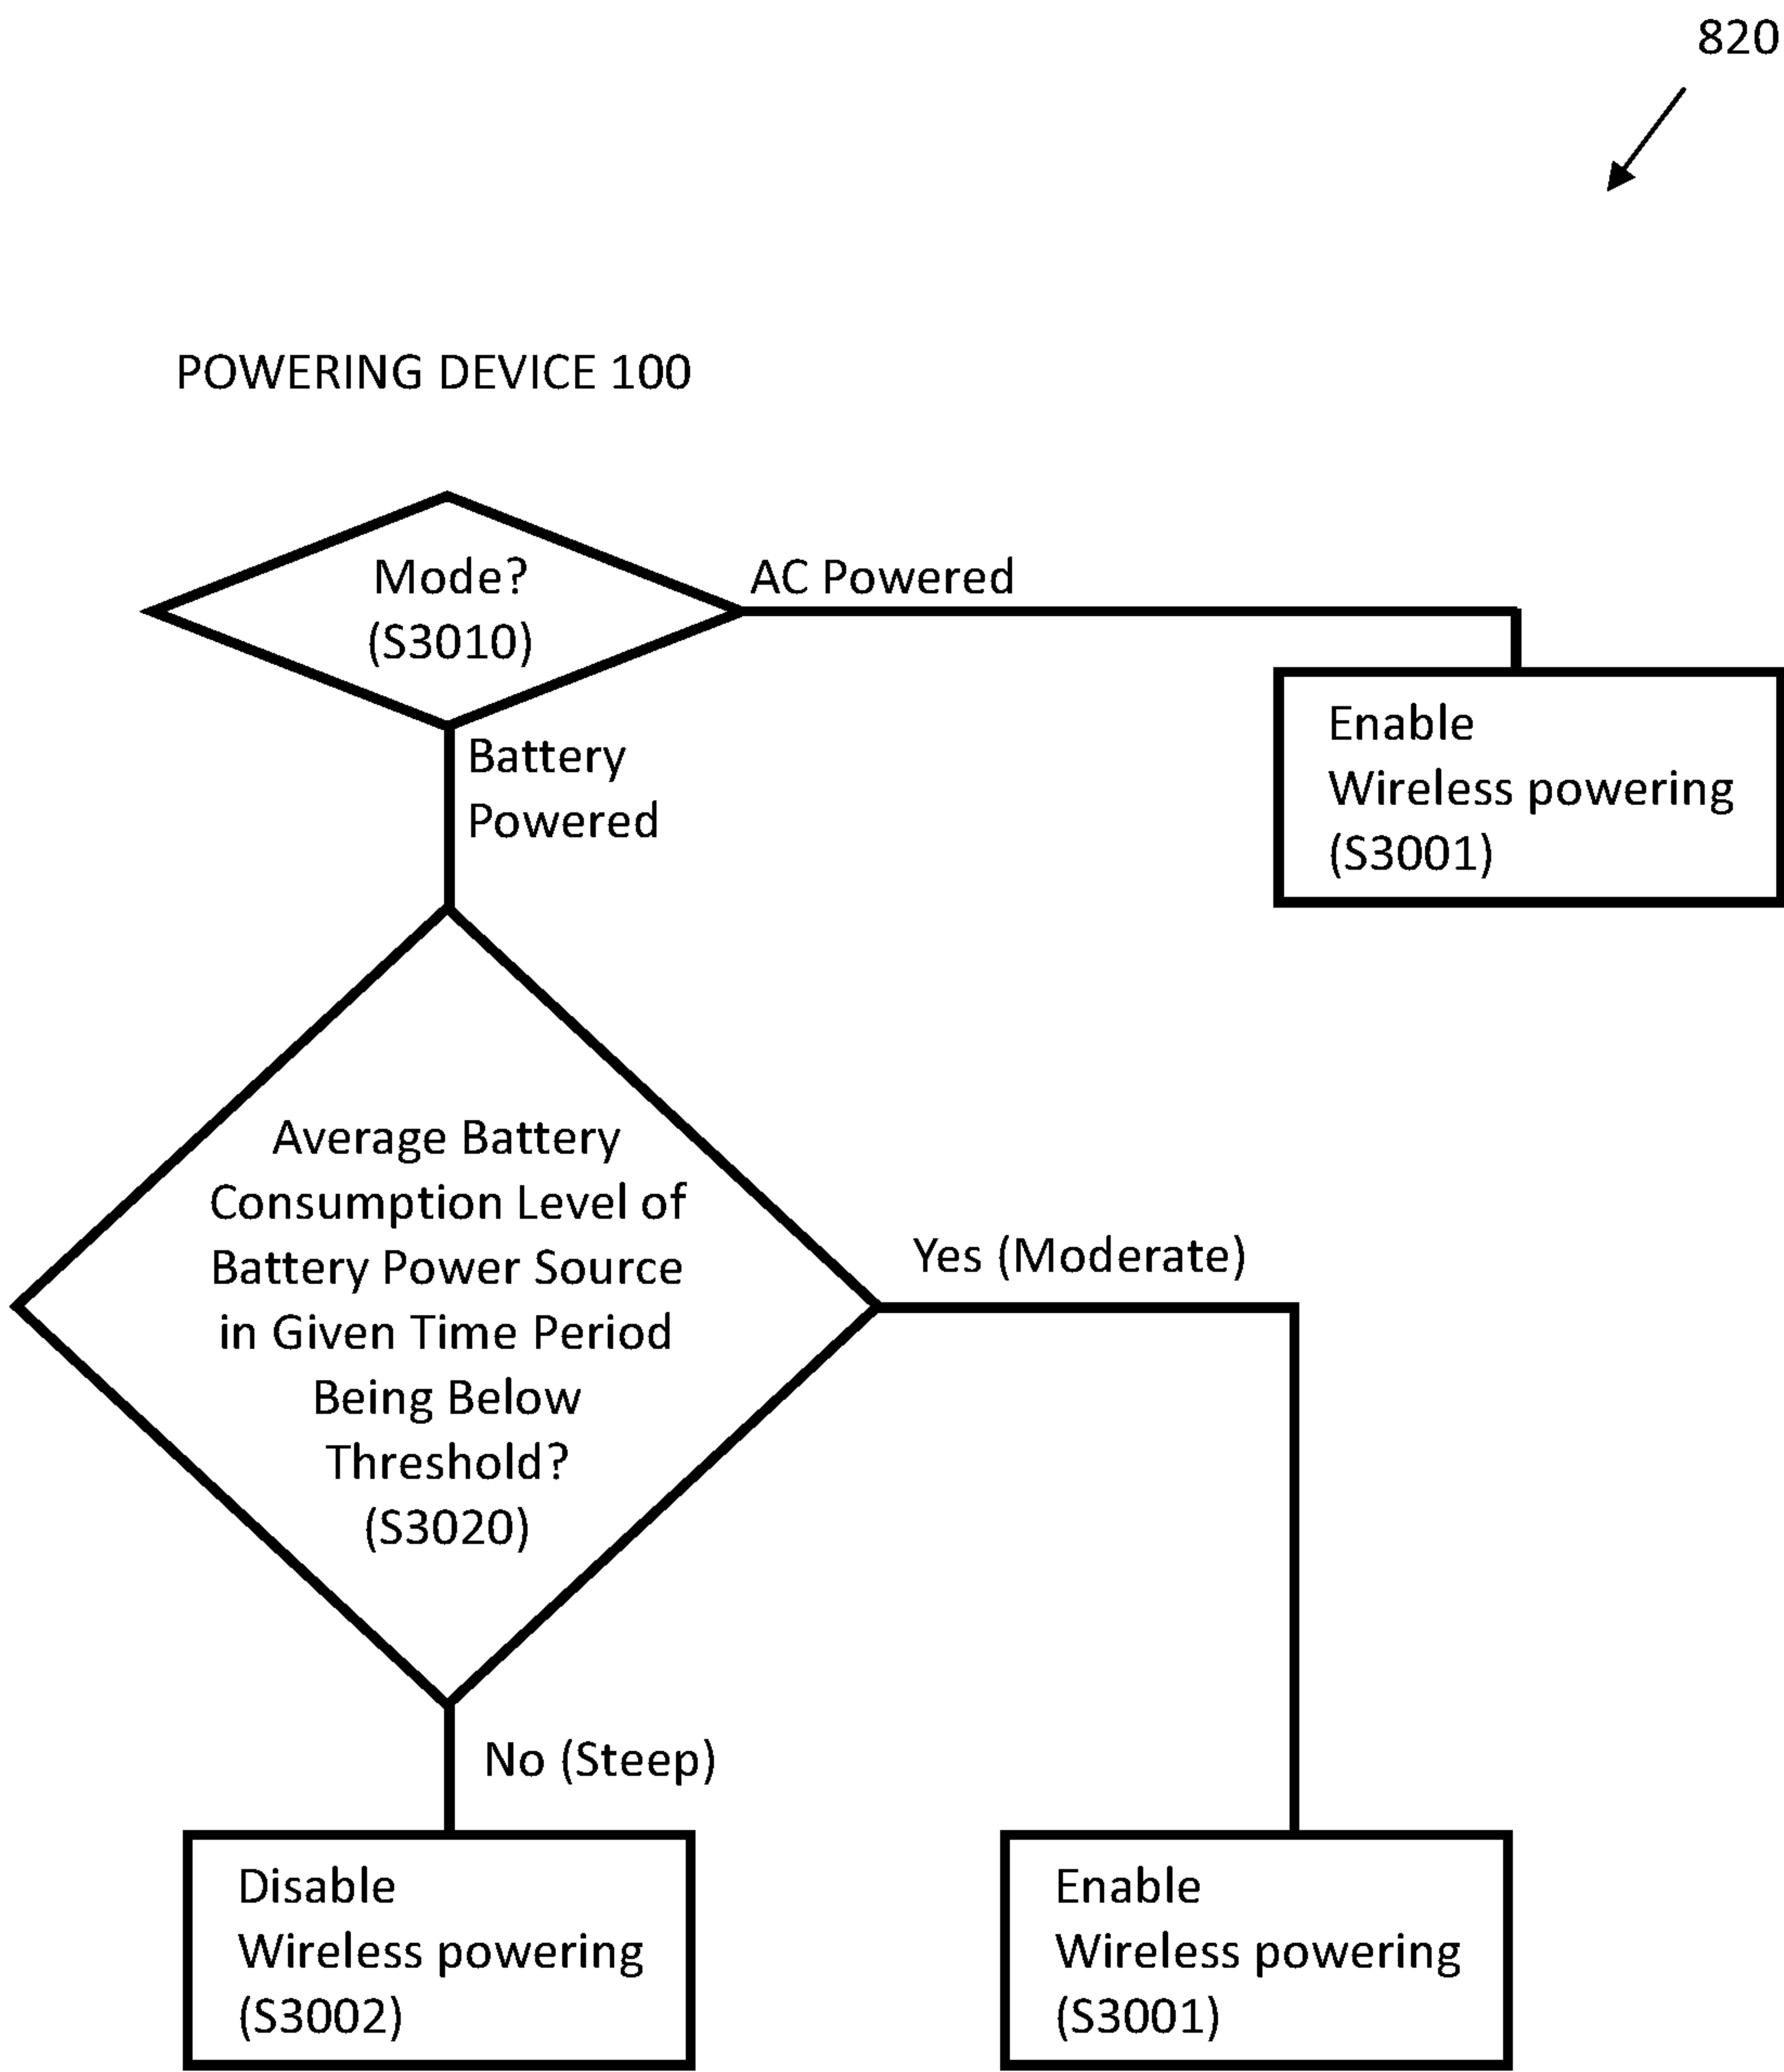 820
POWERING DEVICE 100
Mode?
(S3010)
AC Powered
Enable
Wireless powering
(S3001)
Battery
Powered
Average Battery
Consumption Level of
Battery Power Source
in Given Time Period
Being Below
Threshold?
(S3020)
Yes (Moderate)
No (Steep)
Disable
Wireless powering
(S3002)
Enable
Wireless powering
(S3001)